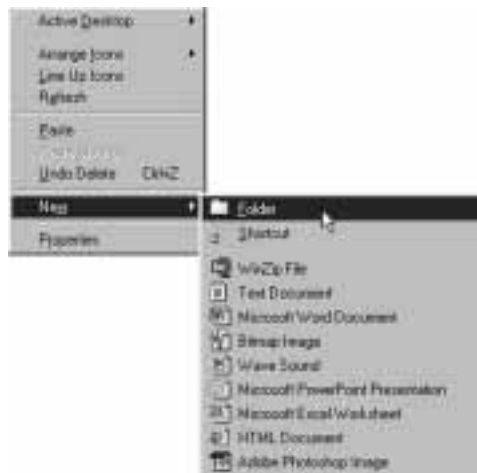 Active Desktop
Arrange Icons
Line Up Icons
Refresh
Paste
Undo Delete Ctrl+Z
New
Properties
Folder
Shortcut
WinZip File
Text Document
Microsoft Word Document
Bitmap Image
Wave Sound
Microsoft PowerPoint Presentation
Microsoft Excel Worksheet
HTML Document
Adobe Photoshop Image